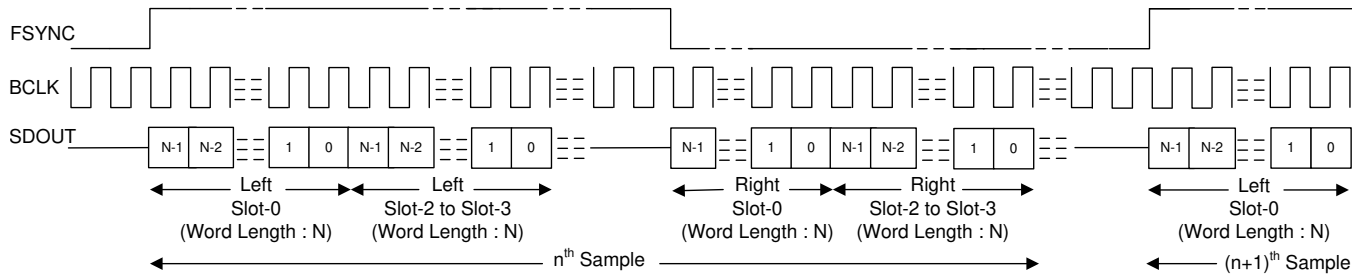 FSYNC
BCLK
SDOUT
N-1 N-2 1 0 N-1 N-2 1 0 N-1 1 0 N-1 N-2 1 0 N-1 N-2 1 0
Left Left Right Right Left
Slot-0 Slot-2 to Slot-3 Slot-0 Slot-2 to Slot-3 Slot-0
(Word Length : N) (Word Length : N) (Word Length : N) (Word Length : N) (Word Length : N)
nth Sample (n+1)th Sample